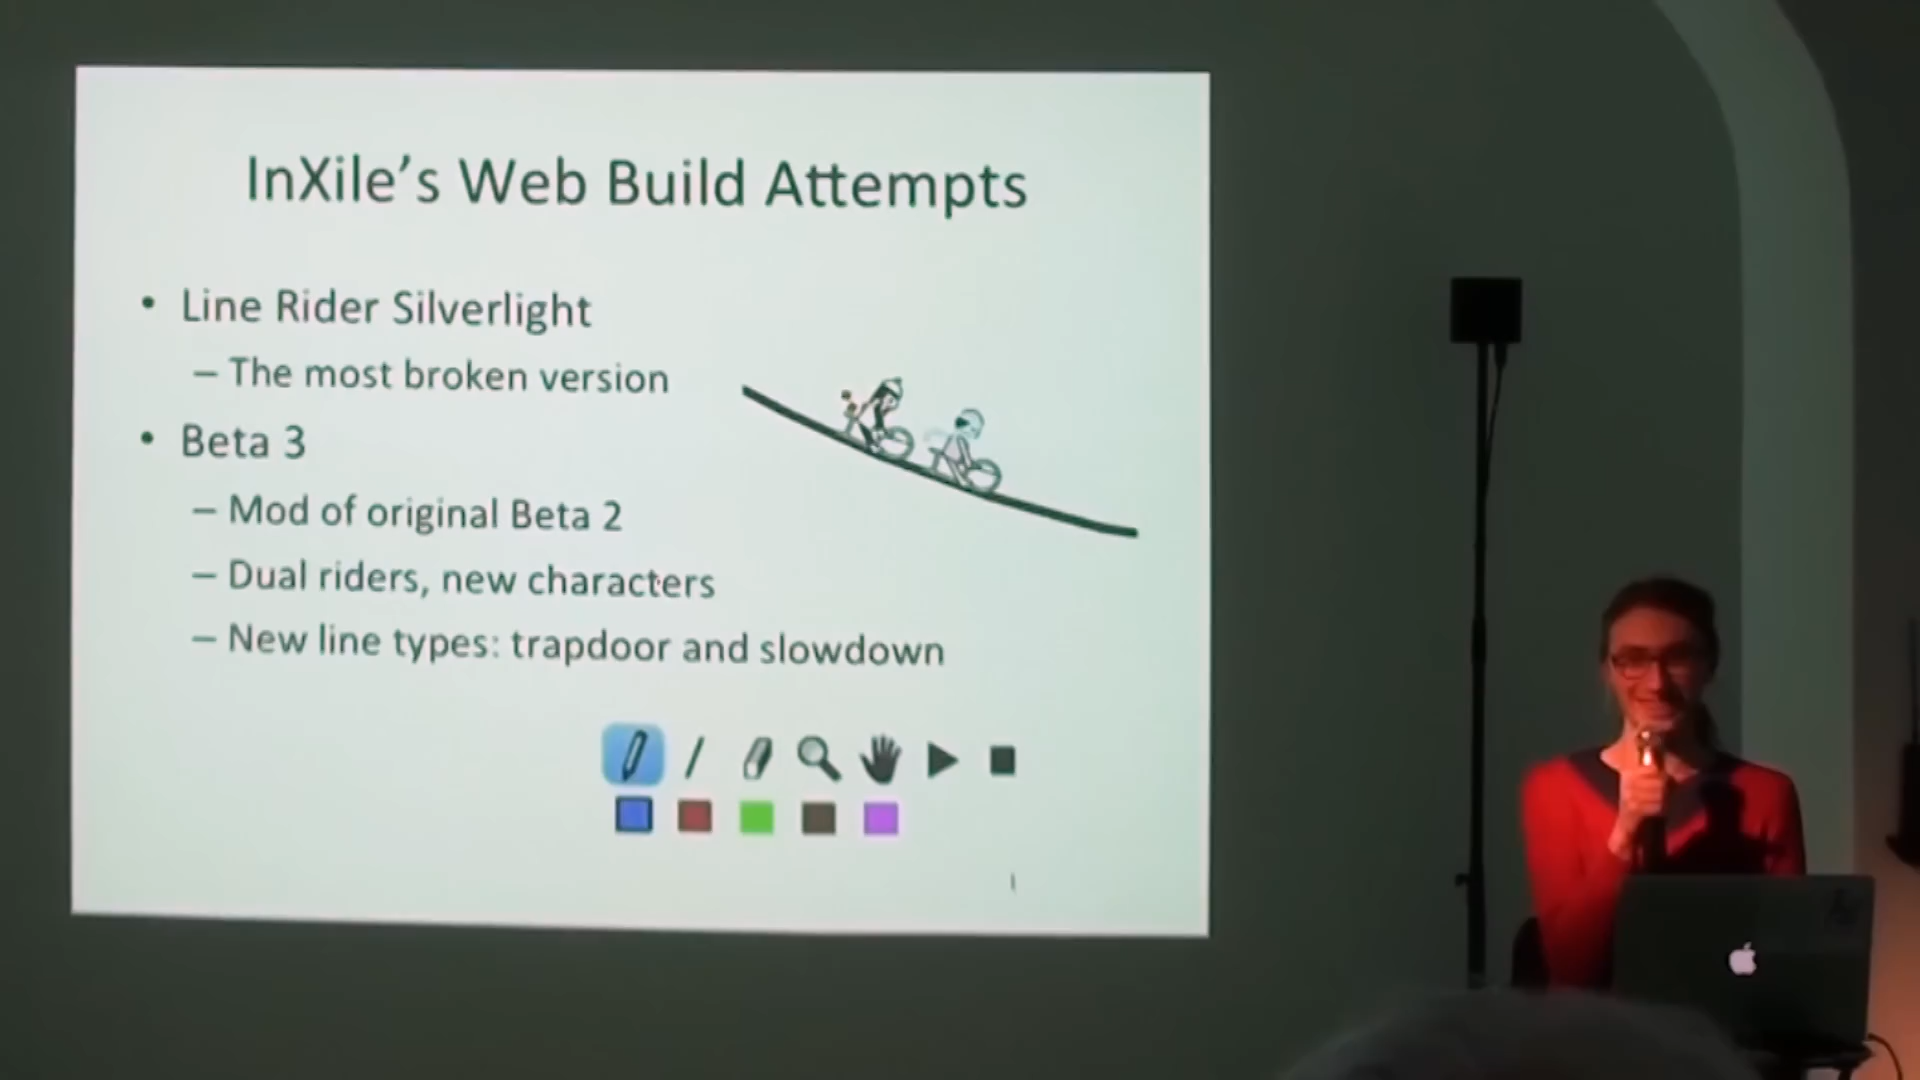 InXile’s Web Build Attempts
• Line Rider Silverlight
– The most broken version
• Beta 3
– Mod of original Beta 2
– Dual riders, new characters
– New line types: trapdoor and slowdown